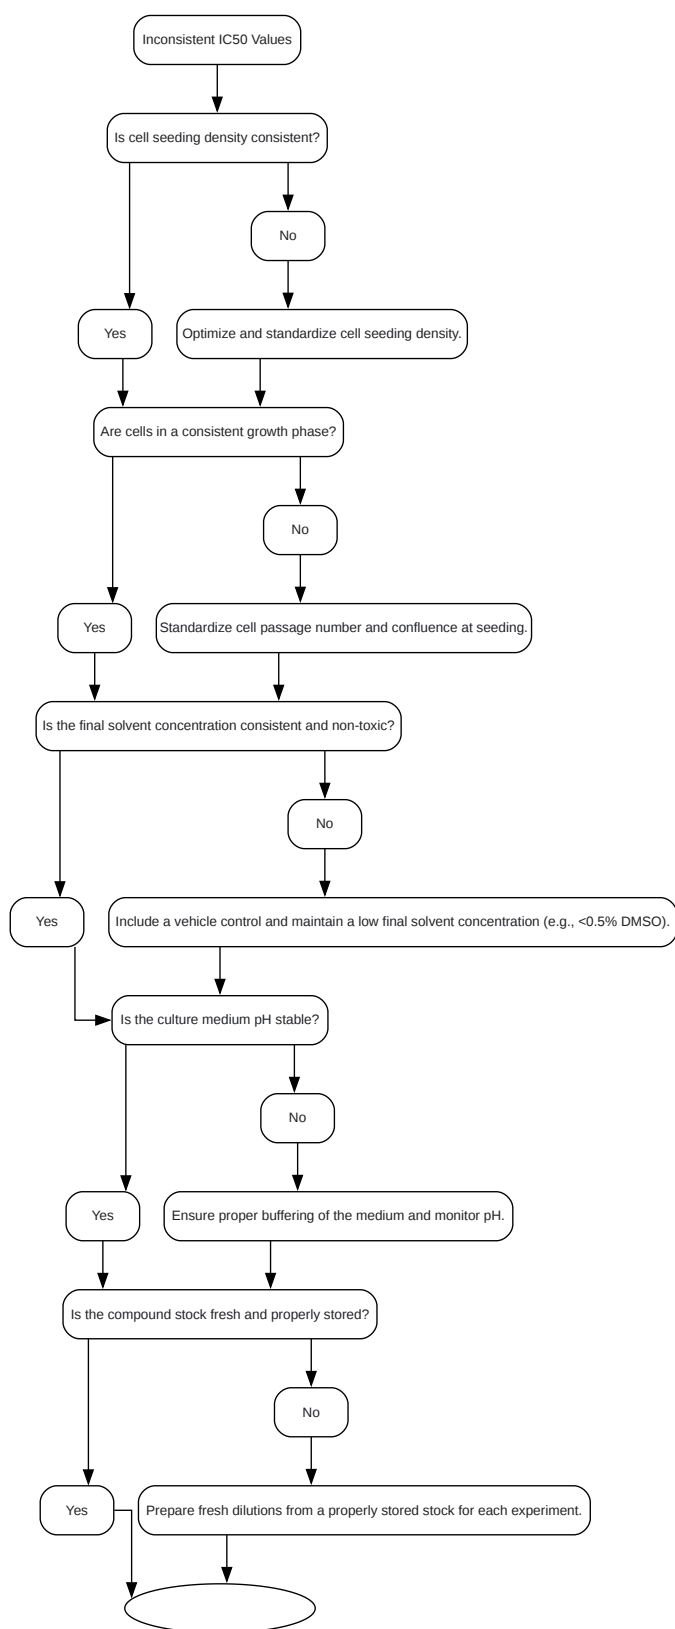 Inconsistent IC50 Values
Is cell seeding density consistent?
No
Yes
Optimize and standardize cell seeding density.
Are cells in a consistent growth phase?
No
Yes
Standardize cell passage number and confluence at seeding.
Is the final solvent concentration consistent and non-toxic?
No
Yes
Include a vehicle control and maintain a low final solvent concentration (e.g., <0.5% DMSO).
Is the culture medium pH stable?
No
Yes
Ensure proper buffering of the medium and monitor pH.
Is the compound stock fresh and properly stored?
No
Yes
Prepare fresh dilutions from a properly stored stock for each experiment.